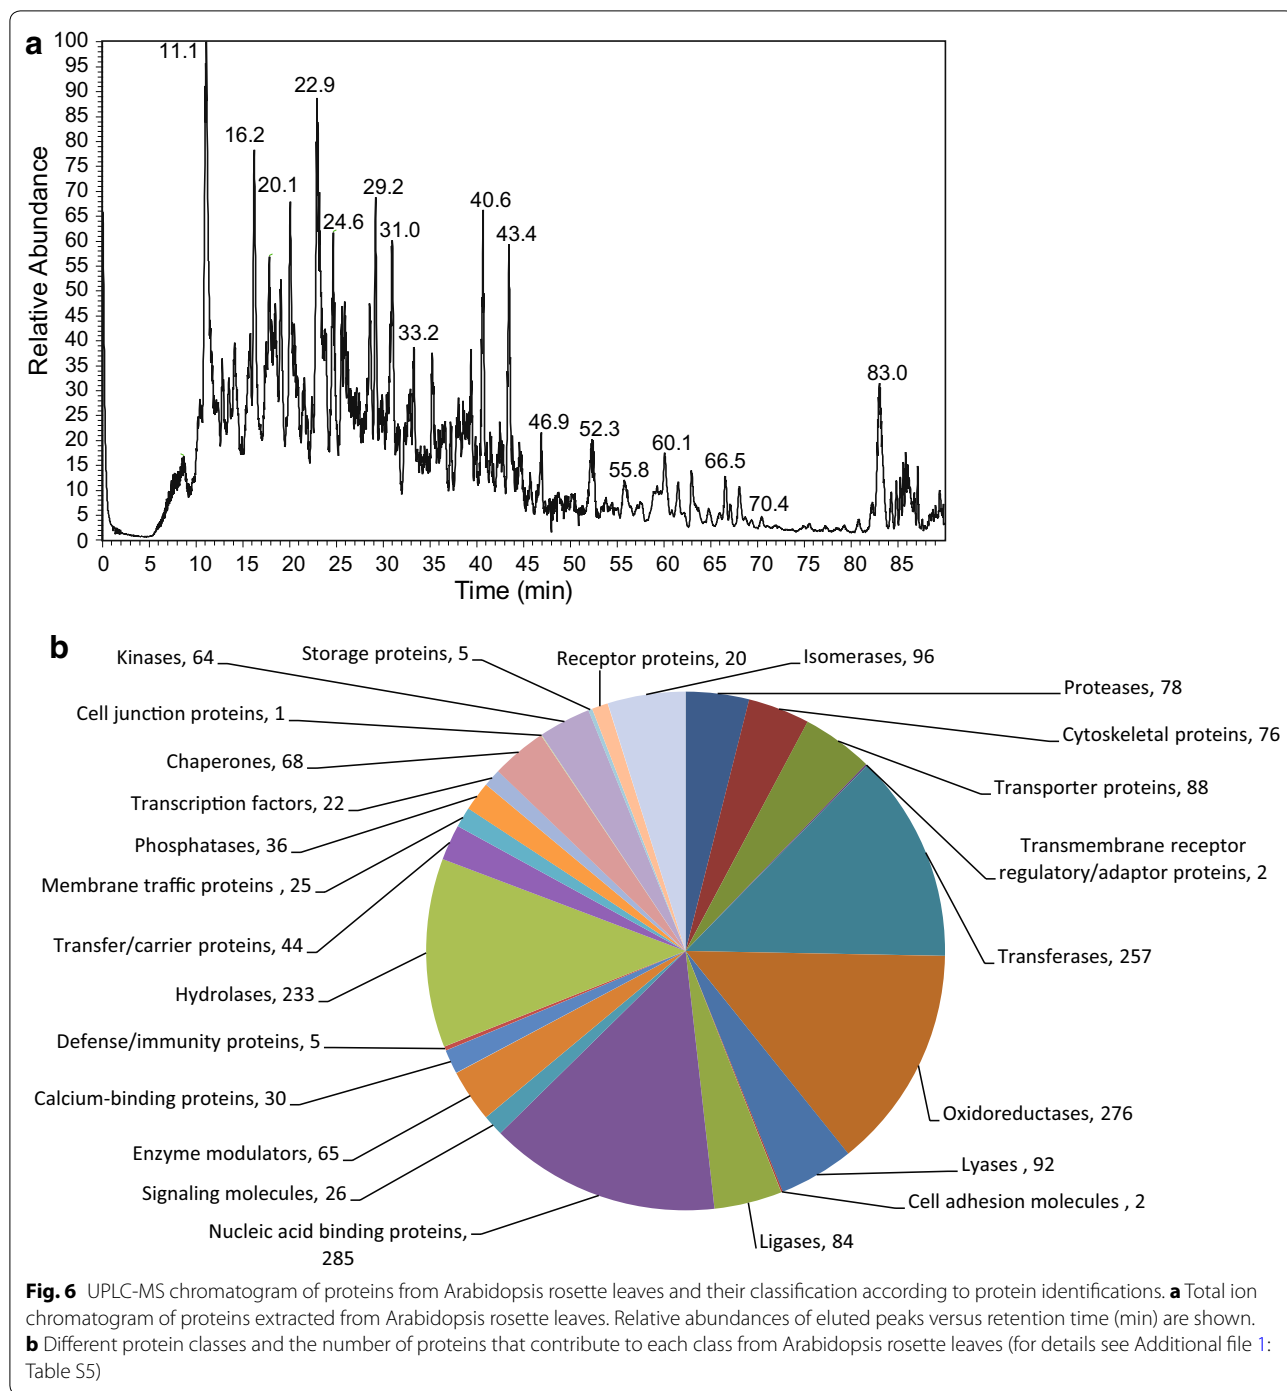 a
100
95
90
85
80
75
70
65
60
55
50
45
40
35
30
25
20
15
10
5
0
Relative Abundance
11.1
16.2
20.1
22.9
24.6
29.2
31.0
33.2
40.6
43.4
46.9
52.3
55.8
60.1
66.5
70.4
83.0
0 5 10 15 20 25 30 35 40 45 50 55 60 65 70 75 80 85
Time (min)
b
Kinases, 64
Storage proteins, 5
Receptor proteins, 20
Isomerases, 96
Proteases, 78
Cell junction proteins, 1
Cytoskeletal proteins, 76
Chaperones, 68
Transporter proteins, 88
Transcription factors, 22
Phosphatases, 36
Transmembrane receptor
regulatory/adaptor proteins, 2
Membrane traffic proteins , 25
Transfer/carrier proteins, 44
Transferases, 257
Hydrolases, 233
Defense/immunity proteins, 5
Calcium-binding proteins, 30
Oxidoreductases, 276
Enzyme modulators, 65
Lyases , 92
Signaling molecules, 26
Cell adhesion molecules , 2
Nucleic acid binding proteins,
285
Ligases, 84
Fig. 6 UPLC-MS chromatogram of proteins from Arabidopsis rosette leaves and their classification according to protein identifications. a Total ion
chromatogram of proteins extracted from Arabidopsis rosette leaves. Relative abundances of eluted peaks versus retention time (min) are shown.
b Different protein classes and the number of proteins that contribute to each class from Arabidopsis rosette leaves (for details see Additional file 1:
Table S5)